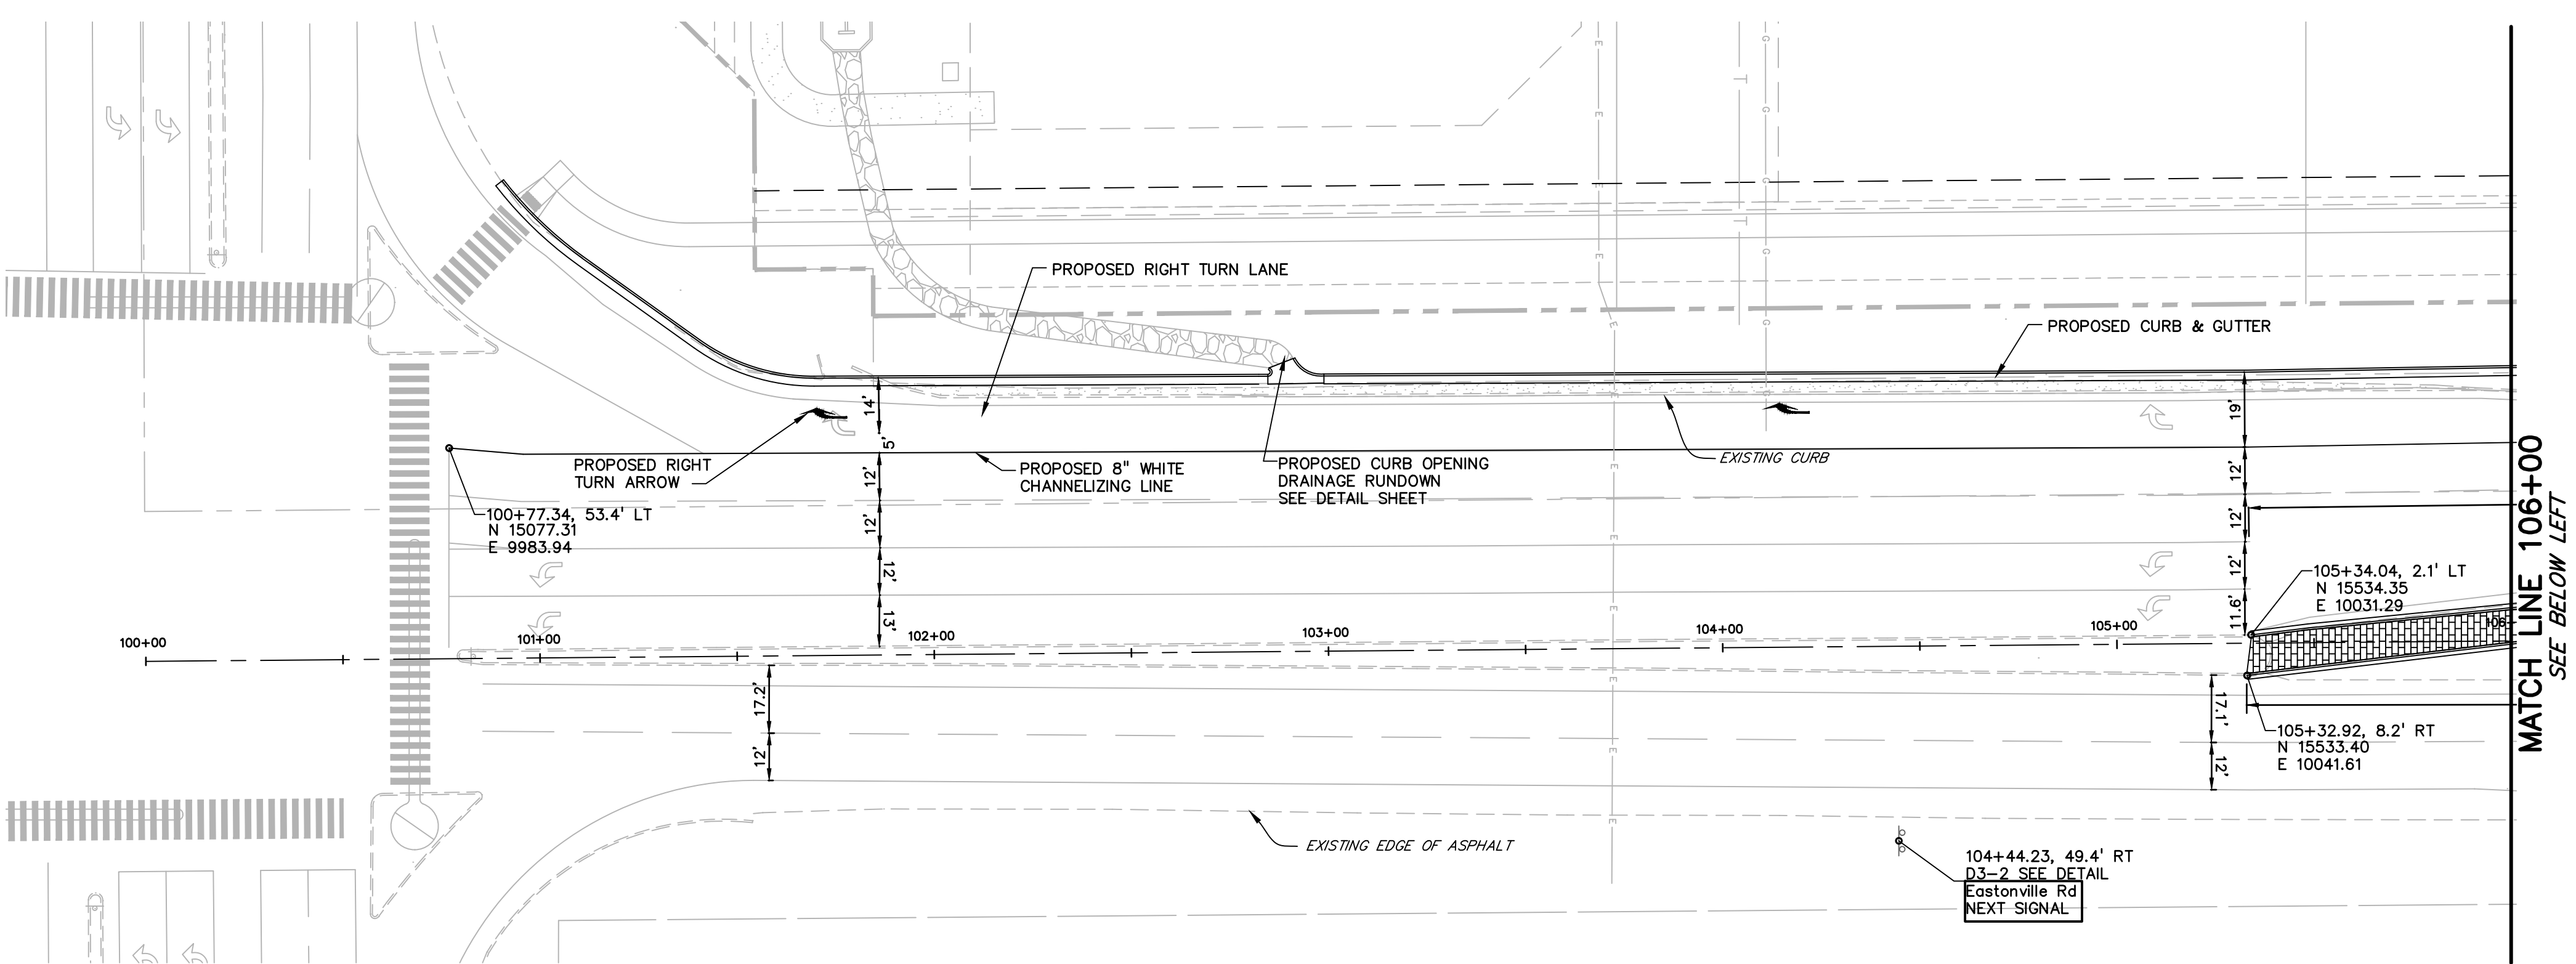 PROPOSED RIGHT TURN LANE
PROPOSED CURB & GUTTER
14'
5'
12'
12'
12'
13'
19'
12'
12'
12'
11.6'
PROPOSED RIGHT
TURN ARROW
PROPOSED 8" WHITE
CHANNELIZING LINE
PROPOSED CURB OPENING
DRAINAGE RUNDOWN
SEE DETAIL SHEET
EXISTING CURB
100+77.34, 53.4' LT
N 15077.31
E 9983.94
105+34.04, 2.1' LT
N 15534.35
E 10031.29
100+00
101+00
102+00
103+00
104+00
105+00
106+
17.2'
12'
17.1'
12'
105+32.92, 8.2' RT
N 15533.40
E 10041.61
EXISTING EDGE OF ASPHALT
104+44.23, 49.4' RT
D3-2 SEE DETAIL
Eastonville Rd
NEXT SIGNAL
MATCH LINE 106+00
SEE BELOW LEFT
E
E
E
E
E
E
E
E
E
E
G
G
G
G
G
G
T
T